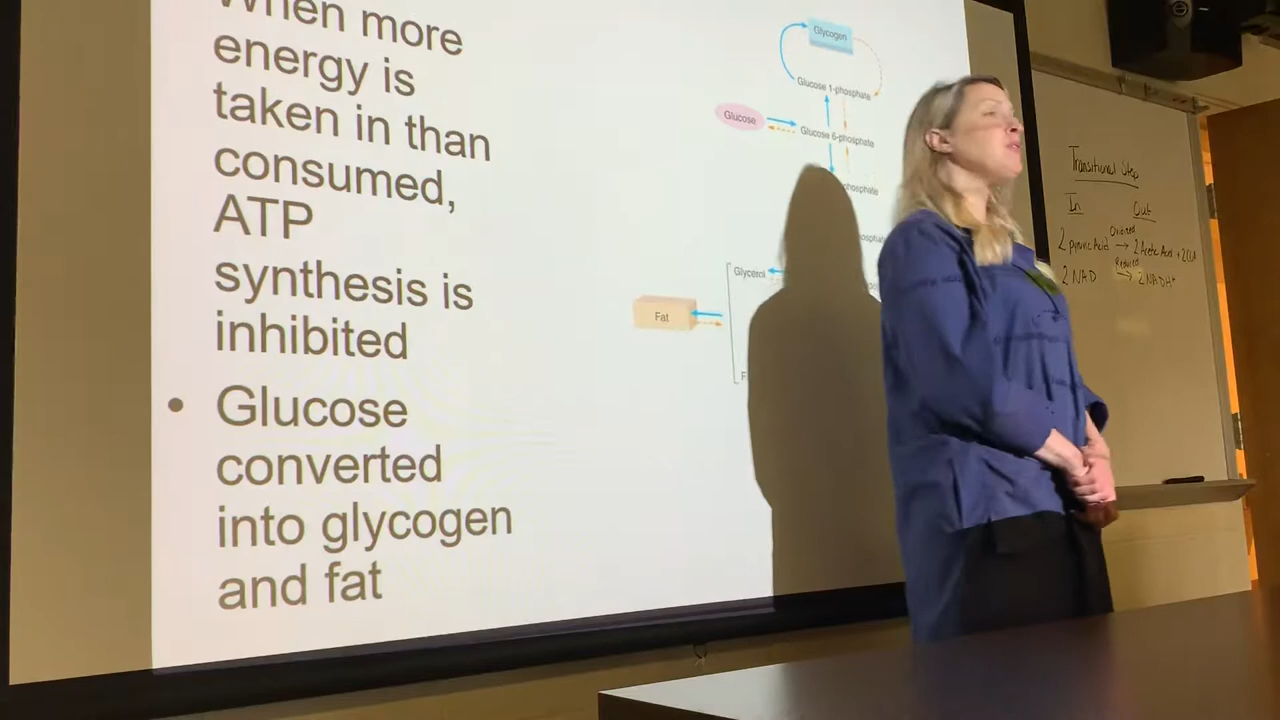 When more
energy is
taken in than
consumed,
ATP
synthesis is
inhibited
• Glucose
converted
into glycogen
and fat
Glycogen
Glucose 1-phosphate
Glucose
Glucose 6-phosphate
phosphate
Glycerol
Fat
F
Transitional Step
In
Out
Oxidized
2 pyruvic Acid → 2 Acetic Acid +
Reduced
2 NAD → 2 NADH+